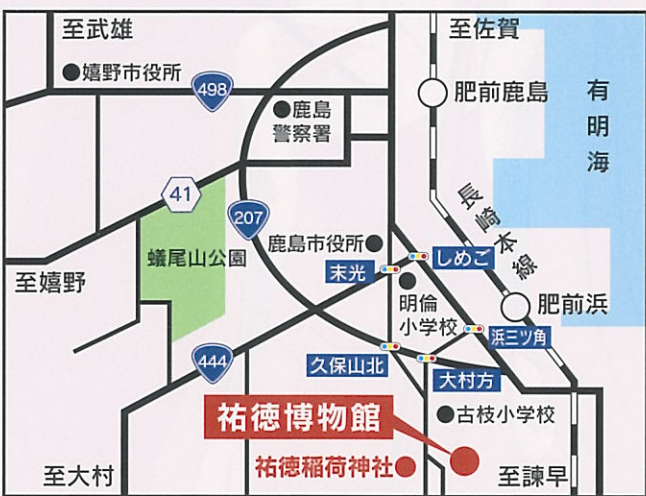 至武雄
至佐賀
嬉野市役所
498
肥前鹿島
有明海
鹿島
警察署
41
207
長崎本線
蟻尾山公園
鹿島市役所
しめご
至嬉野
末光
明倫
小学校
肥前浜
浜三ツ角
444
久保山北
大村方
祐徳博物館
古枝小学校
至大村
祐徳稲荷神社
至諫早